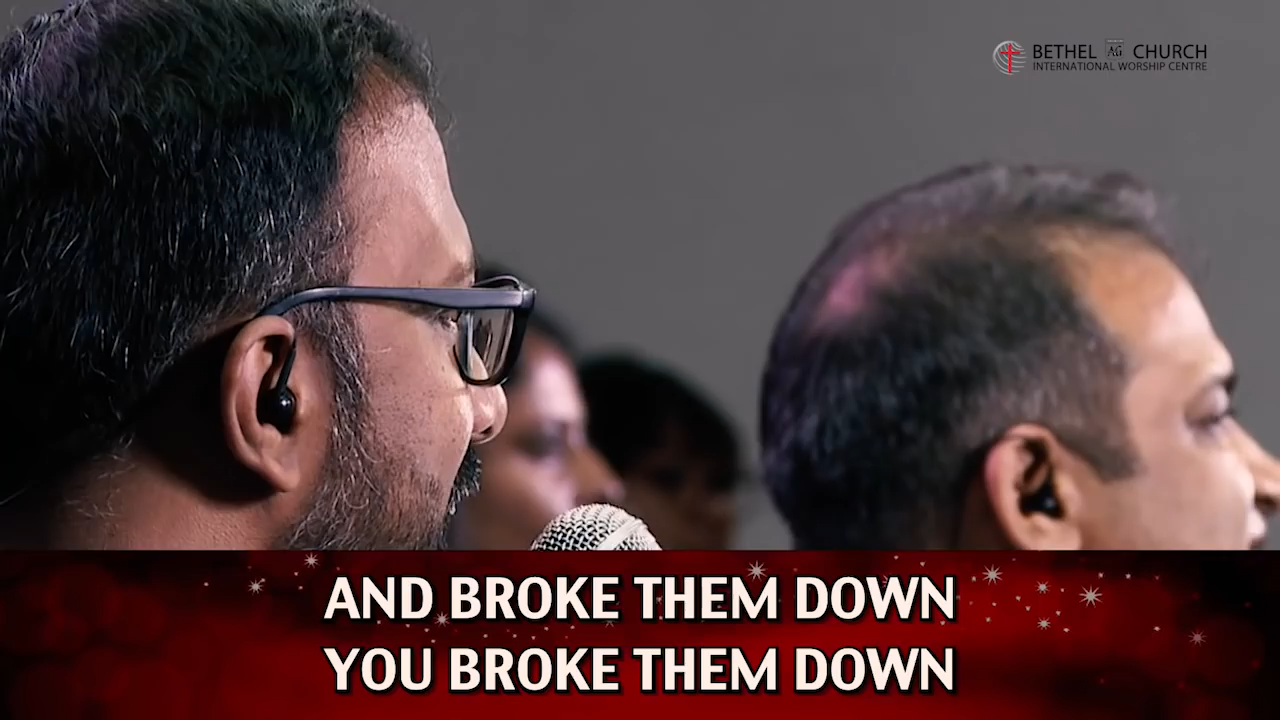 BETHEL AG CHURCH
INTERNATIONAL WORSHIP CENTRE
AND BROKE THEM DOWN
YOU BROKE THEM DOWN